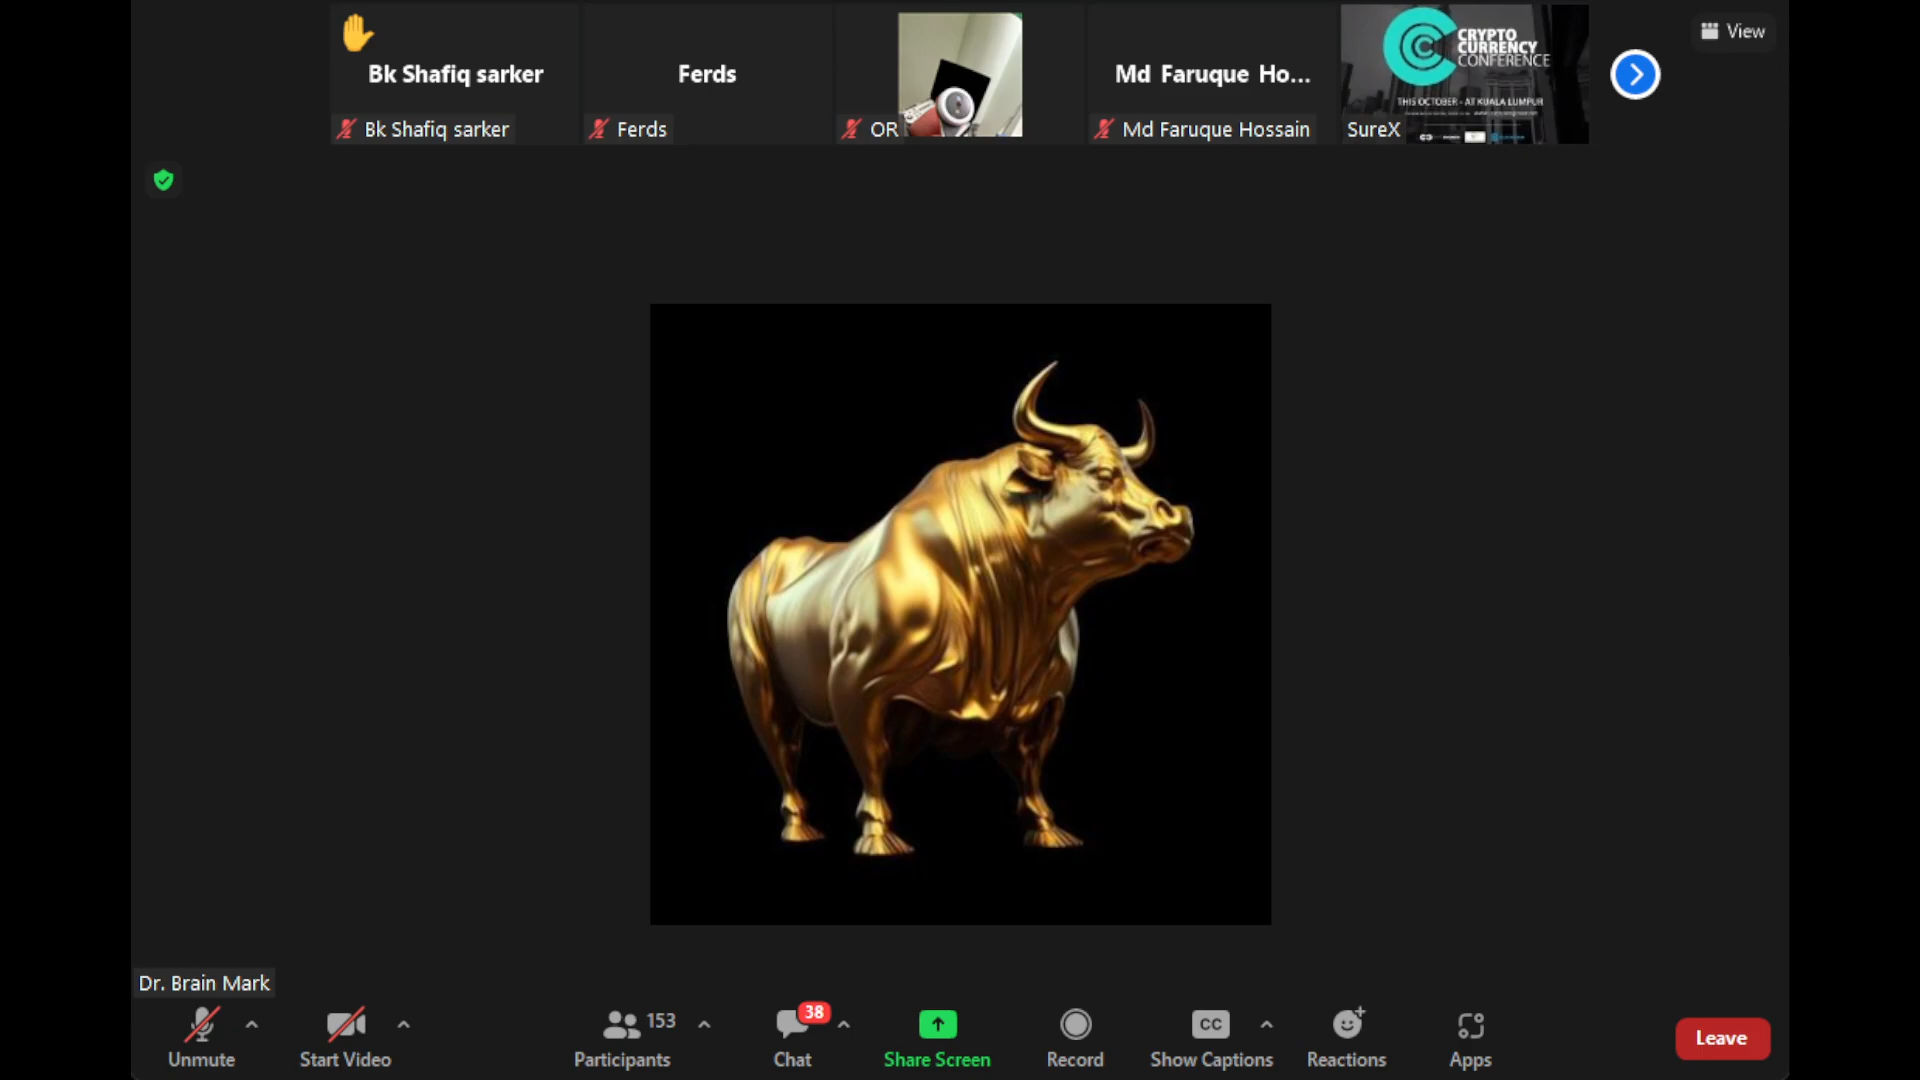 View
Bk Shafiq sarker
Ferds
Md Faruque Ho...
CRYPTO
CURRENCY
CONFERENCE
THIS OCTOBER - AT KUALA LUMPUR
Bk Shafiq sarker
Ferds
OR
Md Faruque Hossain
SureX
Dr. Brain Mark
153
38
CC
Unmute
Start Video
Participants
Chat
Share Screen
Record
Show Captions
Reactions
Apps
Leave